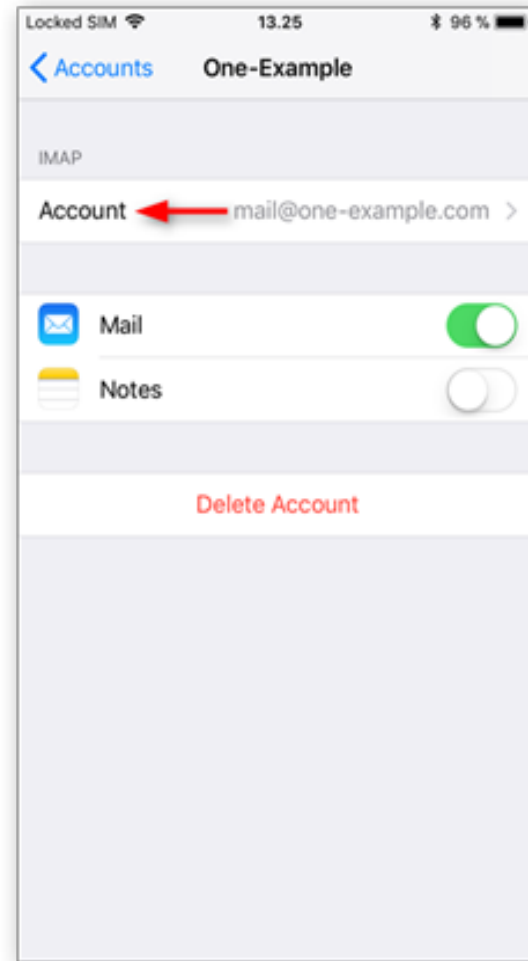 Locked SIM 13.25 96 %
Accounts One-Example
IMAP
Account mail@one-example.com
Mail
Notes
Delete Account